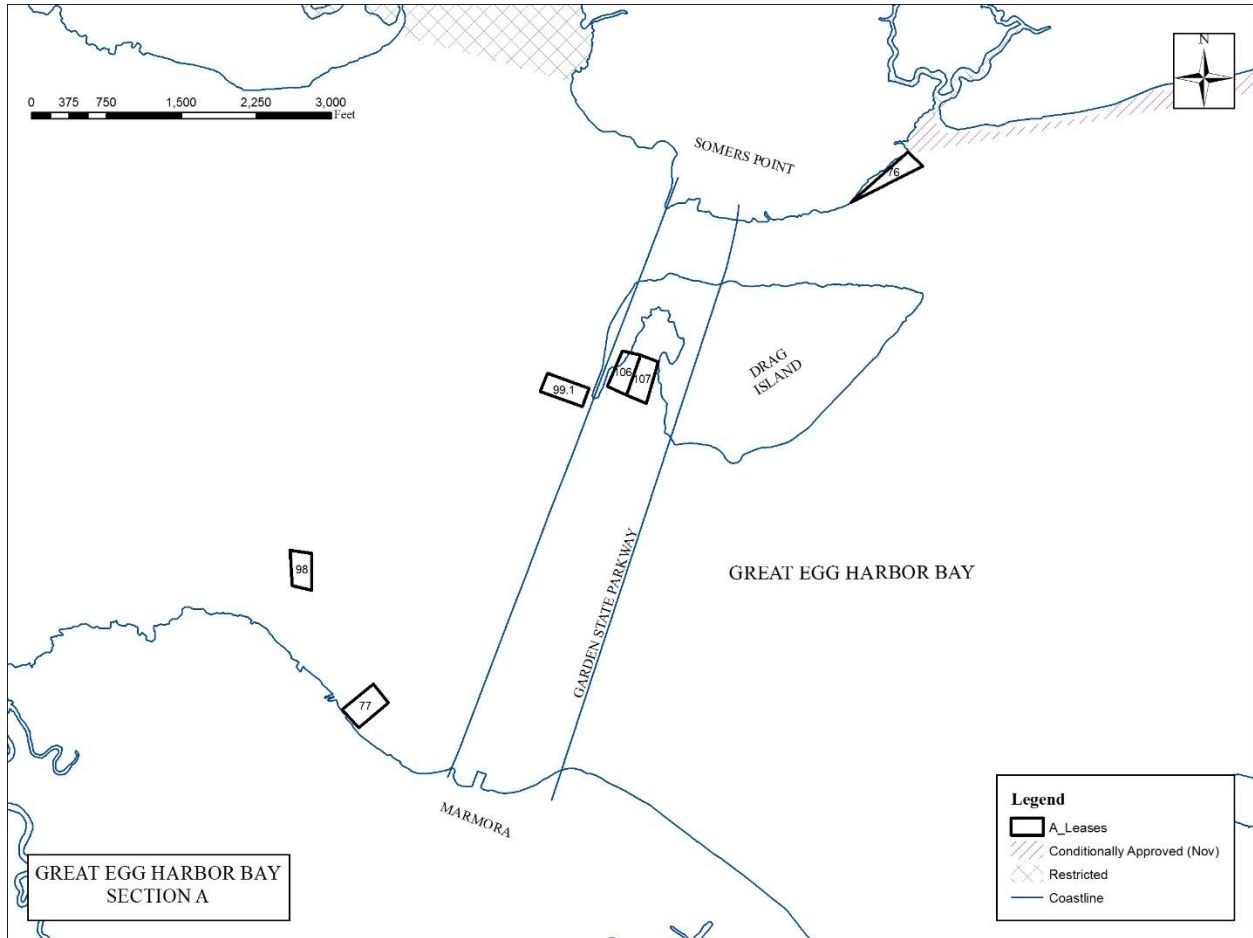 N
0 375 750 1,500 2,250 3,000
Feet
SOMERS POINT
76
DRAG
ISLAND
106
107
99.1
GREAT EGG HARBOR BAY
98
GARDEN STATE PARKWAY
77
MARMORA
GREAT EGG HARBOR BAY
SECTION A
Legend
A_Leases
Conditionally Approved (Nov)
Restricted
Coastline